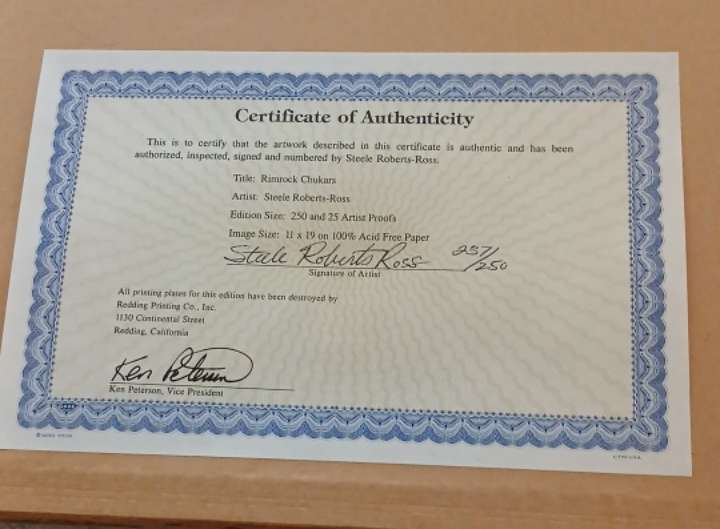 Certificate of Authenticity
This is to certify that the artwork described in this certificate is authentic and has been
authorized, inspected, signed and numbered by Steele Roberts-Ross.
Title: Rimrock Chukars
Artist: Steele Roberts-Ross
Edition Size: 250 and 25 Artist Proofs
Image Size: 11 x 19 on 100% Acid Free Paper
Steele Roberts Ross 237/250
Signature of Artist
All printing plates for this edition have been destroyed by
Redding Printing Co., Inc.
1130 Continental Street
Redding, California
Ken Peterson
Ken Peterson, Vice President